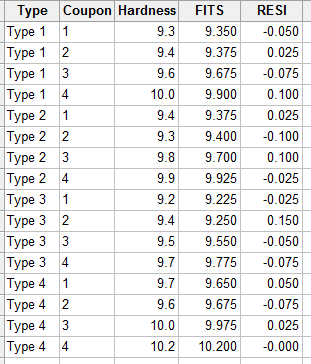 Type Coupon Hardness FITS RESI
Type 1 1 9.3 9.350 -0.050
Type 1 2 9.4 9.375 0.025
Type 1 3 9.6 9.675 -0.075
Type 1 4 10.0 9.900 0.100
Type 2 1 9.4 9.375 0.025
Type 2 2 9.3 9.400 -0.100
Type 2 3 9.8 9.700 0.100
Type 2 4 9.9 9.925 -0.025
Type 3 1 9.2 9.225 -0.025
Type 3 2 9.4 9.250 0.150
Type 3 3 9.5 9.550 -0.050
Type 3 4 9.7 9.775 -0.075
Type 4 1 9.7 9.650 0.050
Type 4 2 9.6 9.675 -0.075
Type 4 3 10.0 9.975 0.025
Type 4 4 10.2 10.200 -0.000